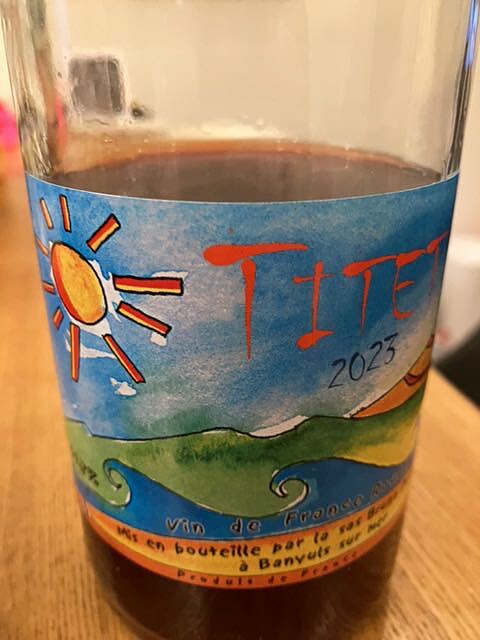 TITET
2023
Vin de France
Mis en bouteille par la sas
à Banyuls sur mer
Produit de France